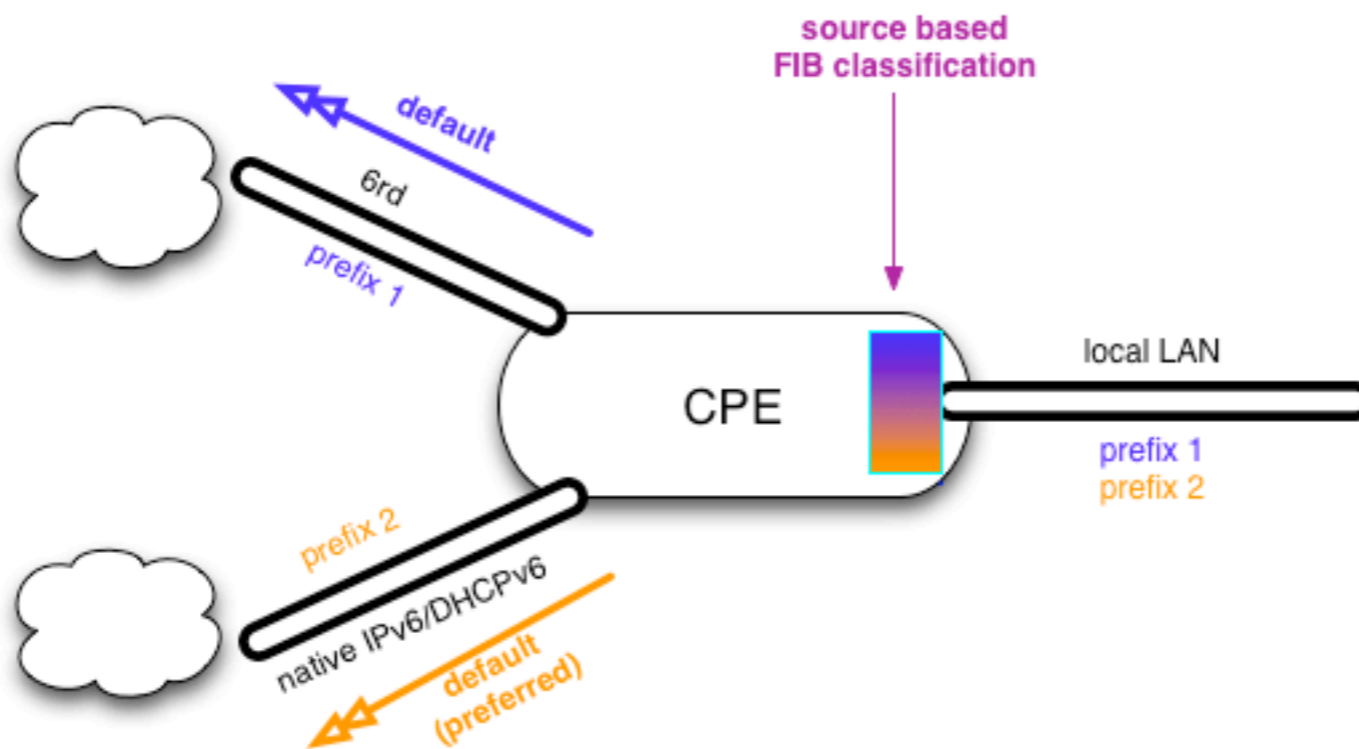 source based
FIB classification
default
6rd
prefix 1
CPE
local LAN
prefix 1
prefix 2
prefix 2
native IPv6/DHCPv6
default
(preferred)